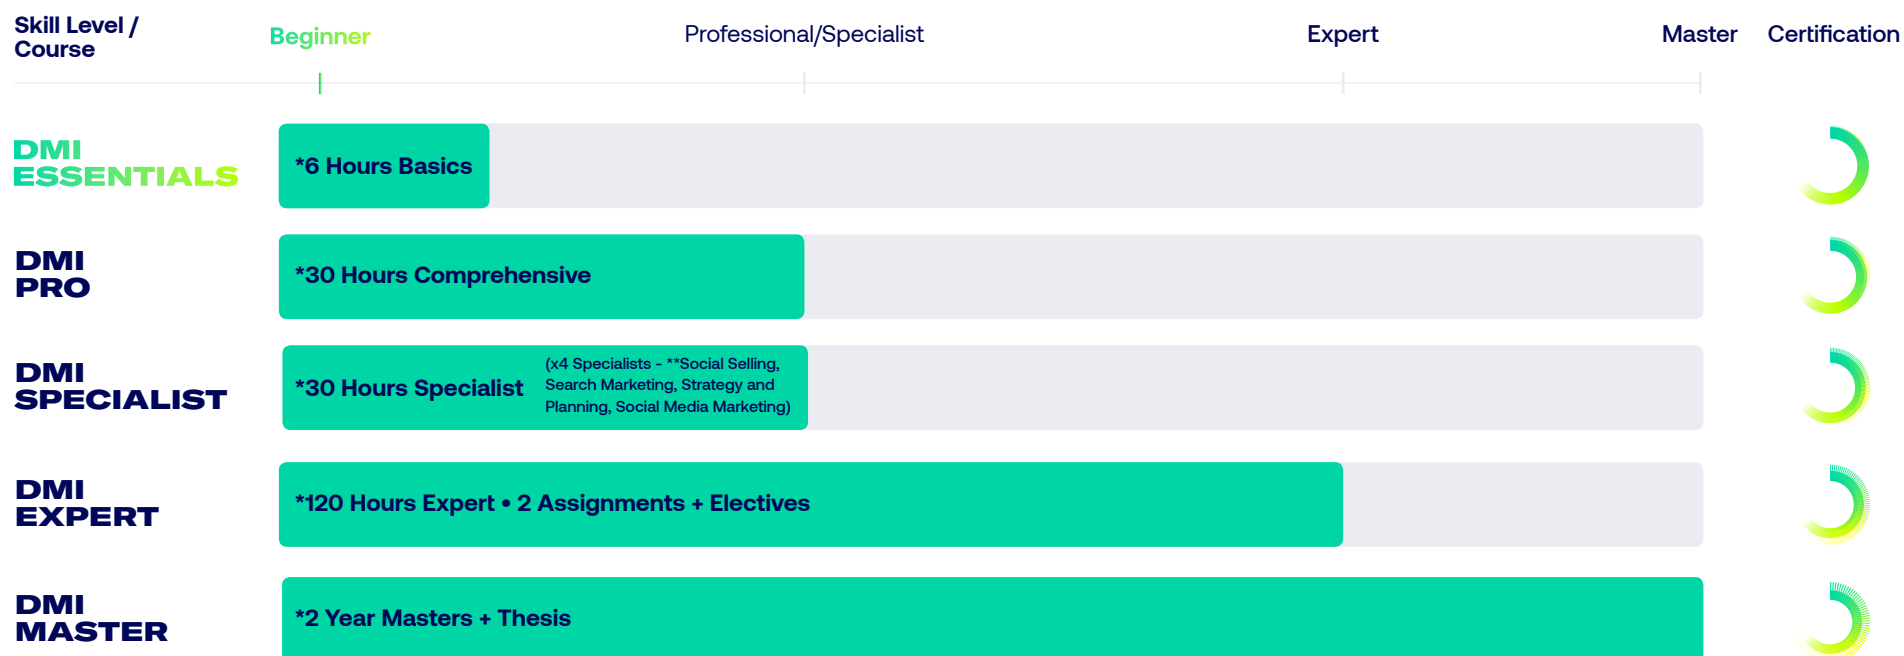 Skill Level /
Course
Beginner
Professional/Specialist
Expert
Master
Certification
DMI
ESSENTIALS
*6 Hours Basics
DMI
PRO
*30 Hours Comprehensive
DMI
SPECIALIST
*30 Hours Specialist
(x4 Specialists - **Social Selling,
Search Marketing, Strategy and
Planning, Social Media Marketing)
DMI
EXPERT
*120 Hours Expert • 2 Assignments + Electives
DMI
MASTER
*2 Year Masters + Thesis